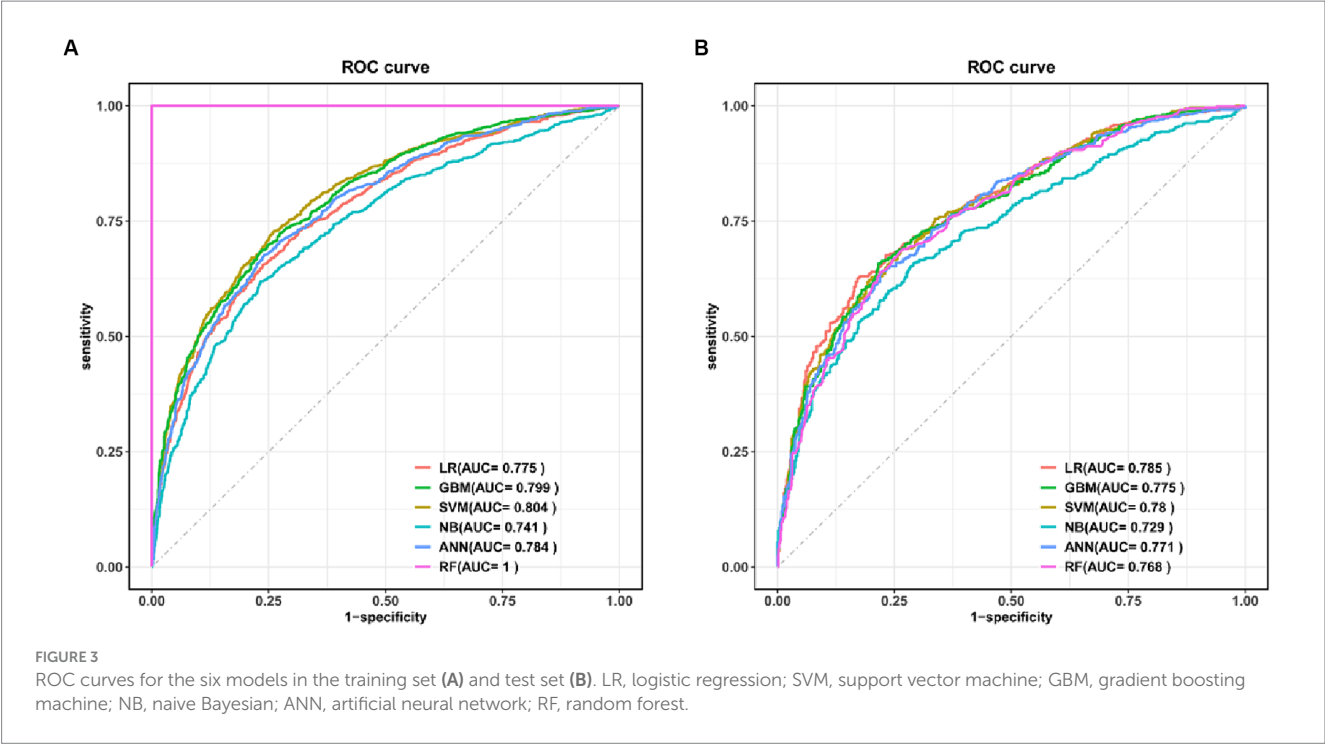 A
ROC curve
1.00
0.75
0.50
0.25
0.00
sensitivity
LR(AUC= 0.775 )
GBM(AUC= 0.799 )
SVM(AUC= 0.804 )
NB(AUC= 0.741 )
ANN(AUC= 0.784 )
RF(AUC= 1 )
0.00 0.25 0.50 0.75 1.00
1−specificity
B
ROC curve
1.00
0.75
0.50
0.25
0.00
sensitivity
LR(AUC= 0.785 )
GBM(AUC= 0.775 )
SVM(AUC= 0.78 )
NB(AUC= 0.729 )
ANN(AUC= 0.771 )
RF(AUC= 0.768 )
0.00 0.25 0.50 0.75 1.00
1−specificity
FIGURE 3
ROC curves for the six models in the training set (A) and test set (B). LR, logistic regression; SVM, support vector machine; GBM, gradient boosting
machine; NB, naive Bayesian; ANN, artificial neural network; RF, random forest.